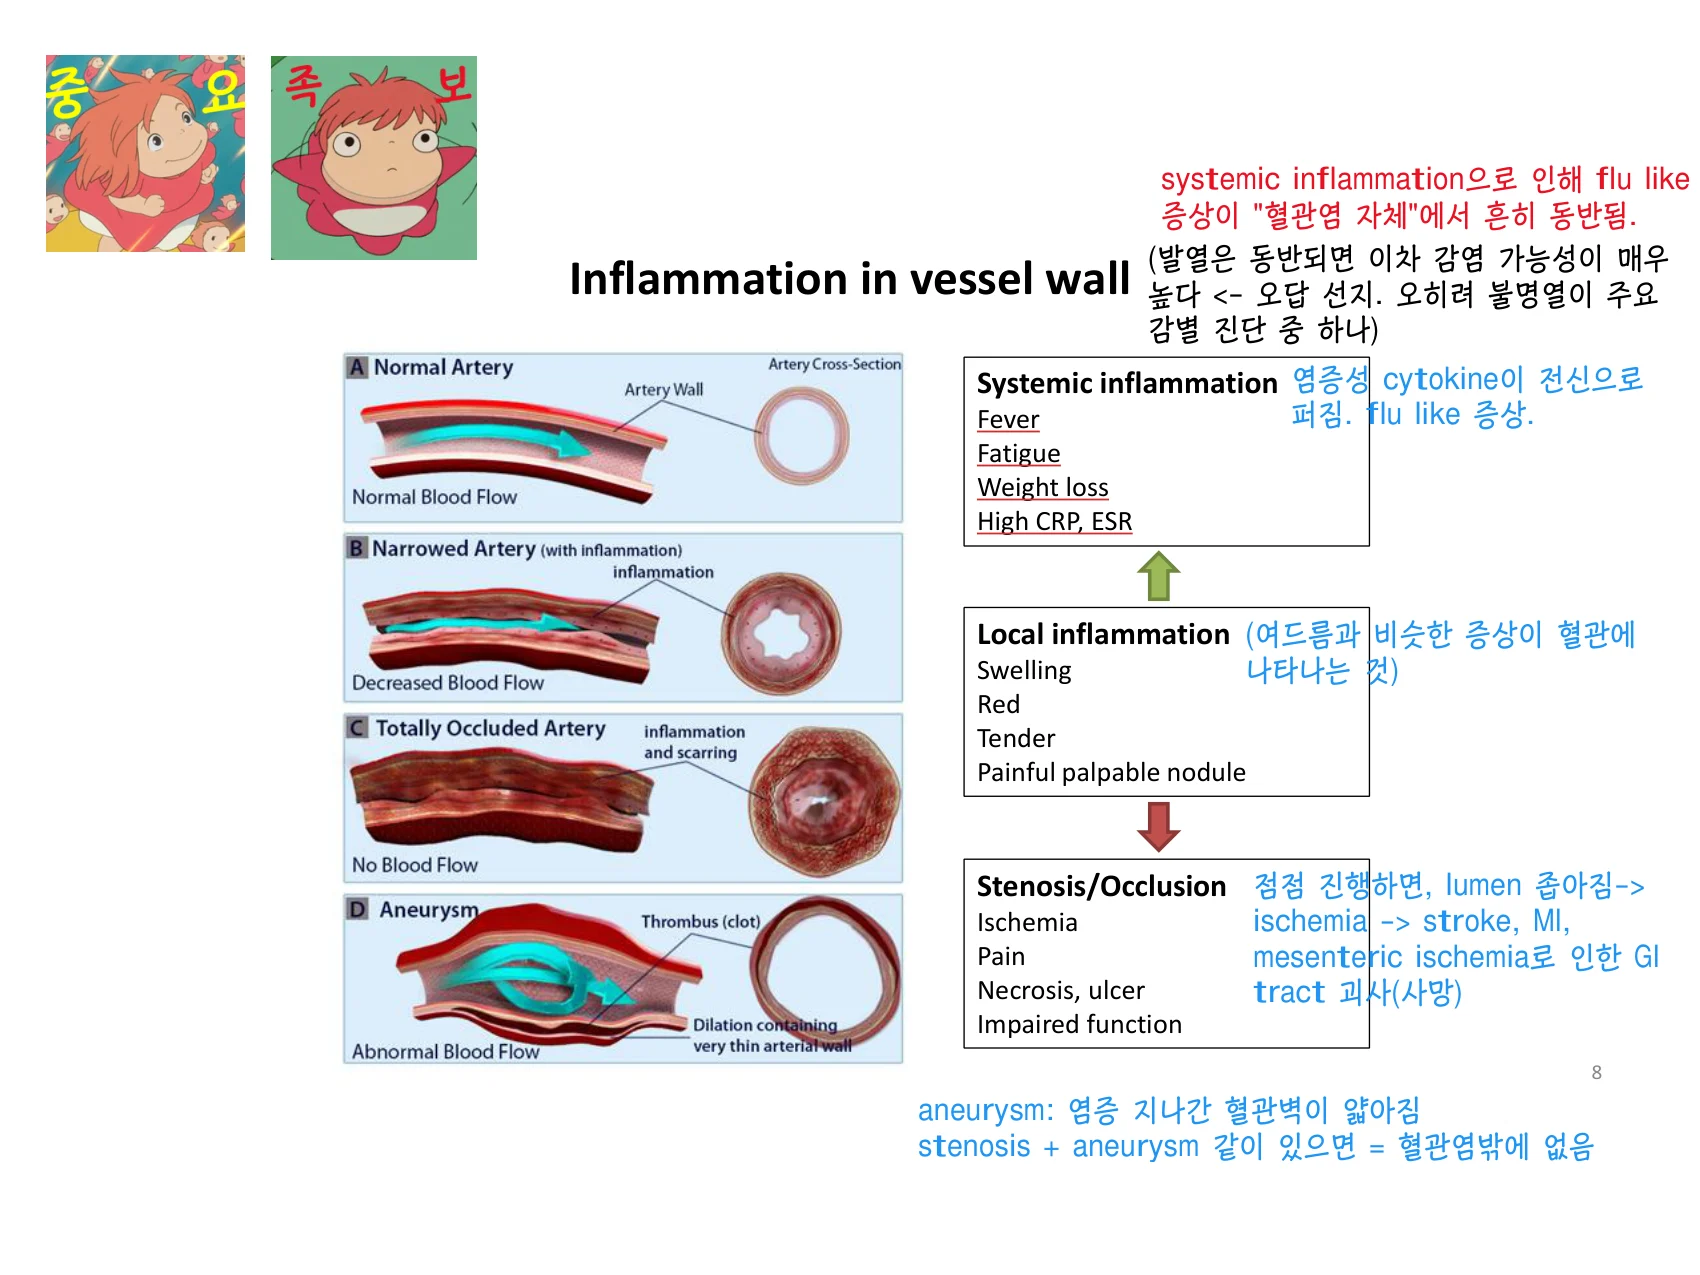 중 요
족 보
systemic inflammation으로 인해 flu like
증상이 "혈관염 자체"에서 흔히 동반됨.
(발열은 동반되면 이차 감염 가능성이 매우
높다 <- 오답 선지. 오히려 불명열이 주요
감별 진단 중 하나)
Inflammation in vessel wall
A Normal Artery
Artery Cross-Section
Artery Wall
Normal Blood Flow
B Narrowed Artery (with inflammation)
inflammation
Decreased Blood Flow
C Totally Occluded Artery
inflammation
and scarring
No Blood Flow
D Aneurysm
Thrombus (clot)
Dilation containing
very thin arterial wall
Abnormal Blood Flow
Systemic inflammation
Fever
Fatigue
Weight loss
High CRP, ESR
염증성 cytokine이 전신으로
퍼짐. flu like 증상.
Local inflammation
Swelling
Red
Tender
Painful palpable nodule
(여드름과 비슷한 증상이 혈관에
나타나는 것)
Stenosis/Occlusion
Ischemia
Pain
Necrosis, ulcer
Impaired function
점점 진행하면, lumen 좁아짐->
ischemia -> stroke, MI,
mesenteric ischemia로 인한 GI
tract 괴사(사망)
8
aneurysm: 염증 지나간 혈관벽이 얇아짐
stenosis + aneurysm 같이 있으면 = 혈관염밖에 없음